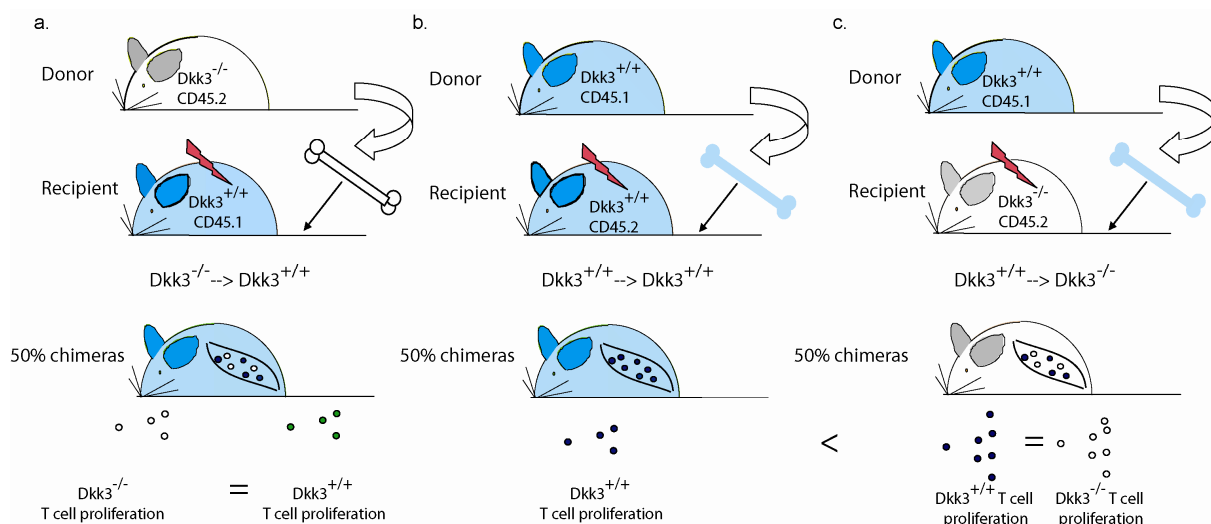 a.
Donor
Dkk3-/-
CD45.2
Recipient
Dkk3+/+
CD45.1
Dkk3-/- --> Dkk3+/+
50% chimeras
Dkk3-/-
T cell proliferation
=
Dkk3+/+
T cell proliferation
b.
Donor
Dkk3+/+
CD45.1
Recipient
Dkk3+/+
CD45.2
Dkk3+/+ --> Dkk3+/+
50% chimeras
Dkk3+/+
T cell proliferation
<
c.
Donor
Dkk3+/+
CD45.1
Recipient
Dkk3-/-
CD45.2
Dkk3+/+ --> Dkk3-/-
50% chimeras
=
Dkk3+/+ T cell
proliferation
Dkk3-/- T cell
proliferation